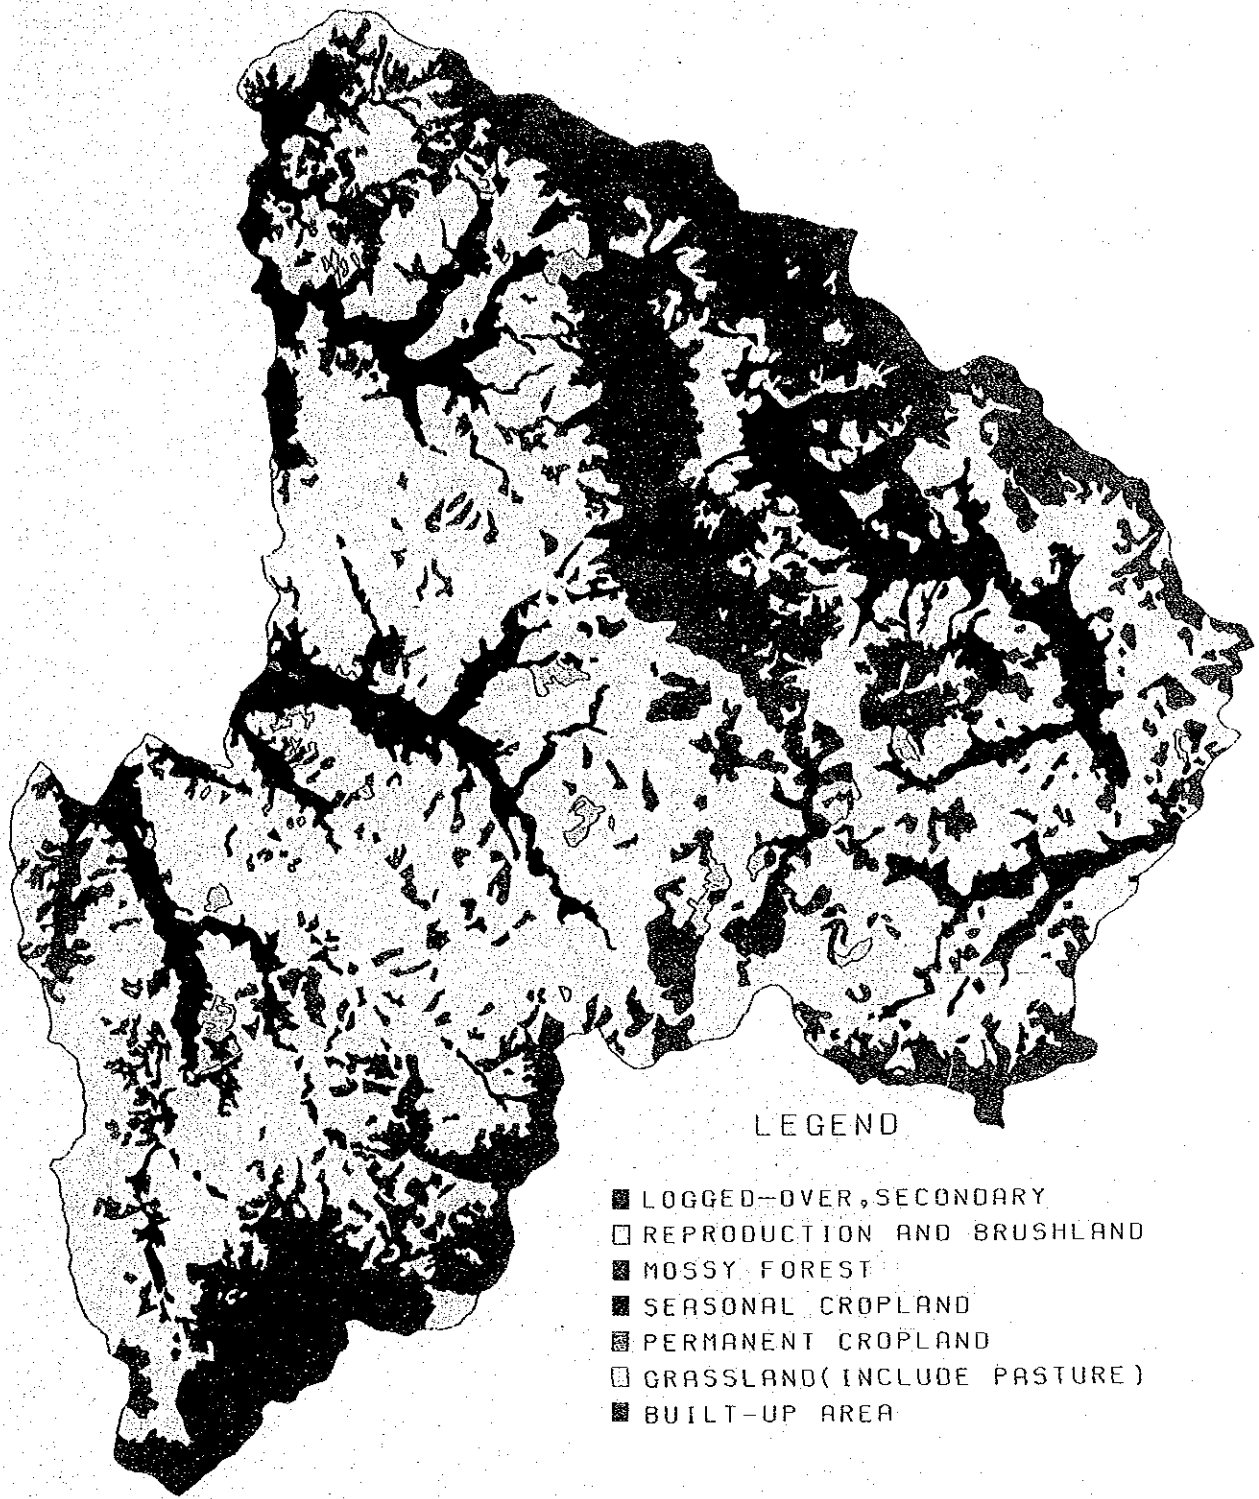 LEGEND
LOGGED-OVER,SECONDARY
REPRODUCTION AND BRUSHLAND
MOSSY FOREST
SEASONAL CROPLAND
PERMANENT CROPLAND
GRASSLAND(INCLUDE PASTURE)
BUILT-UP AREA